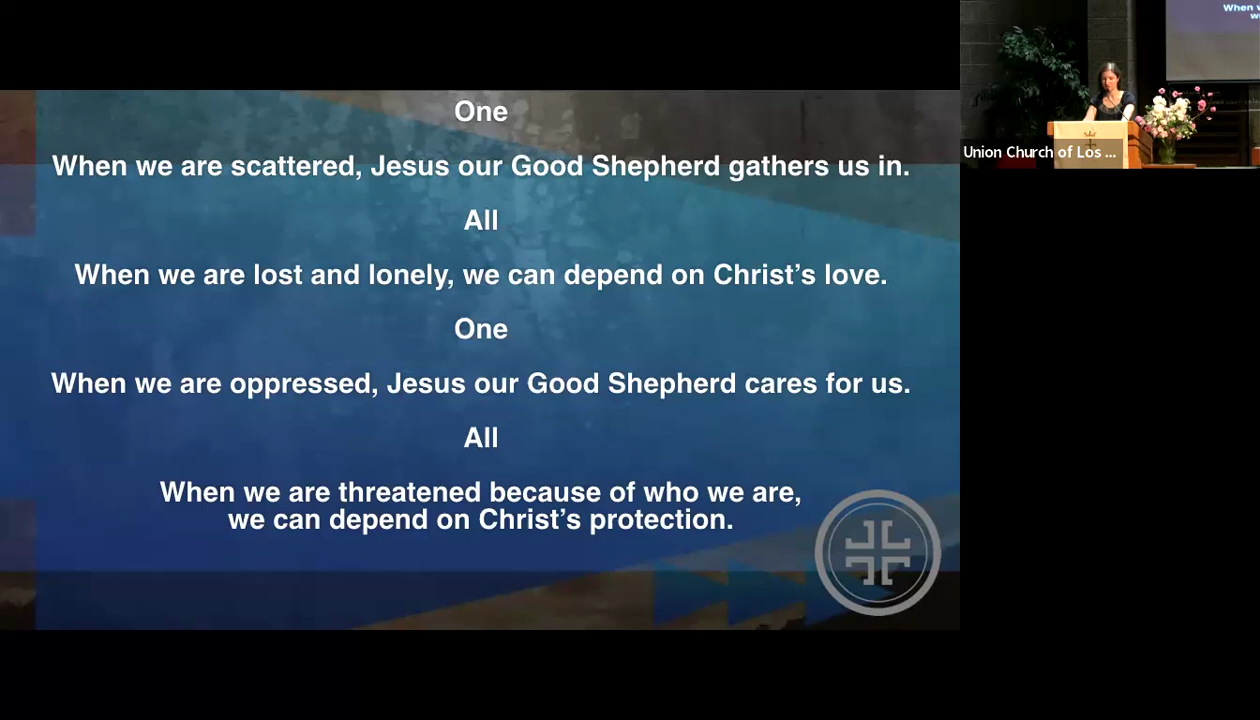 One
When we are scattered, Jesus our Good Shepherd gathers us in.
All
When we are lost and lonely, we can depend on Christ's love.
One
When we are oppressed, Jesus our Good Shepherd cares for us.
All
When we are threatened because of who we are,
we can depend on Christ's protection.
When
Union Church of Los ...